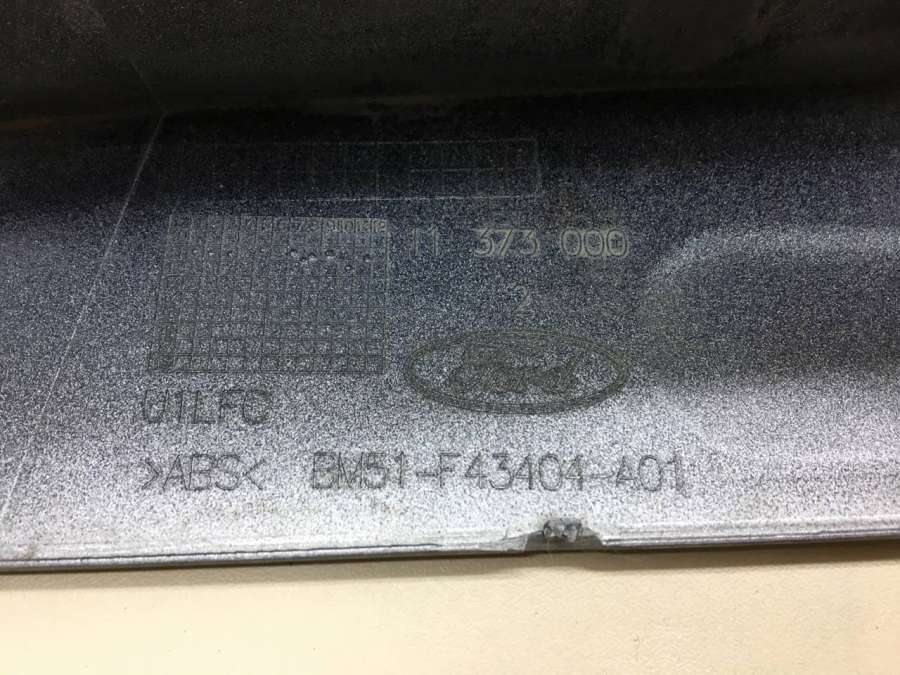 11 373 000
2
Ford
U1LFC
>ABS< BM51-F43404-A01